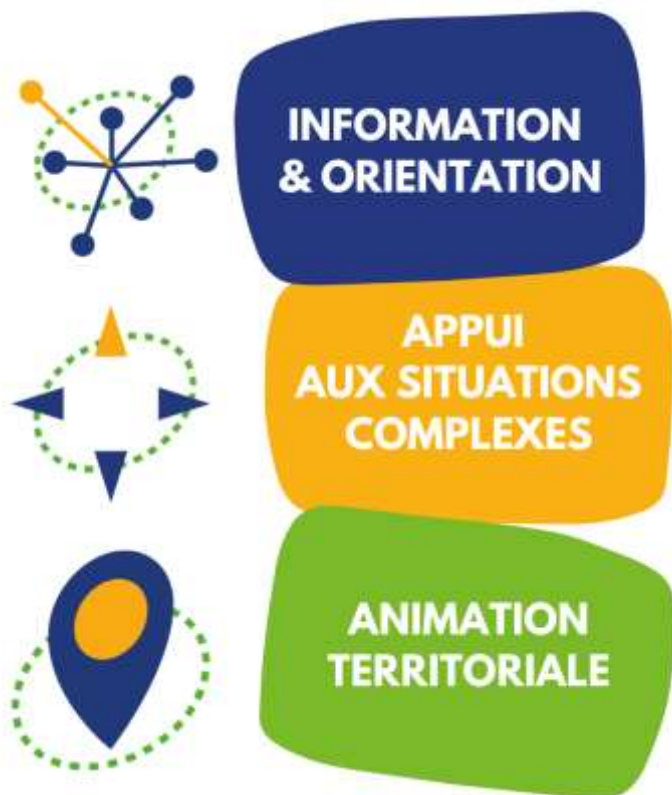 INFORMATION
& ORIENTATION
APPUI
AUX SITUATIONS
COMPLEXES
ANIMATION
TERRITORIALE